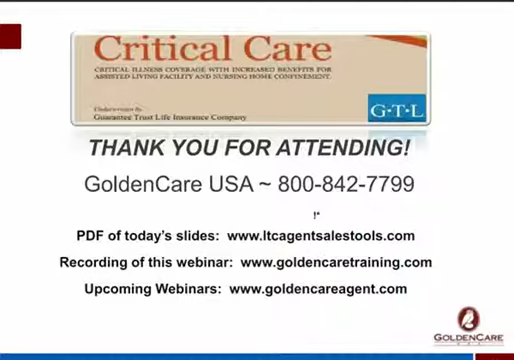 Critical Care
CRITICAL ILLNESS COVERAGE WITH INCREASED BENEFITS FOR
ASSISTED LIVING FACILITY AND NURSING HOME CONFINEMENT.
Underwritten By
Guarantee Trust Life Insurance Company
G·T·L
THANK YOU FOR ATTENDING!
GoldenCare USA ~ 800-842-7799
!*
PDF of today's slides: www.ltcagentsalestools.com
Recording of this webinar: www.goldencaretraining.com
Upcoming Webinars: www.goldencareagent.com
GOLDENCARE